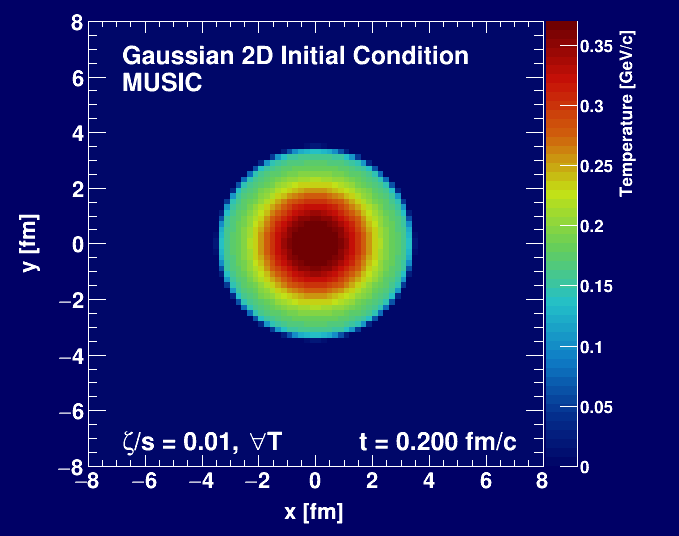 Gaussian 2D Initial Condition
MUSIC
8
6
4
2
0
−2
−4
−6
−8
y [fm]
ζ/s = 0.01, ∀T
t = 0.200 fm/c
−8 −6 −4 −2 0 2 4 6 8
x [fm]
0.35
0.3
0.25
0.2
0.15
0.1
0.05
0
Temperature [GeV/c]